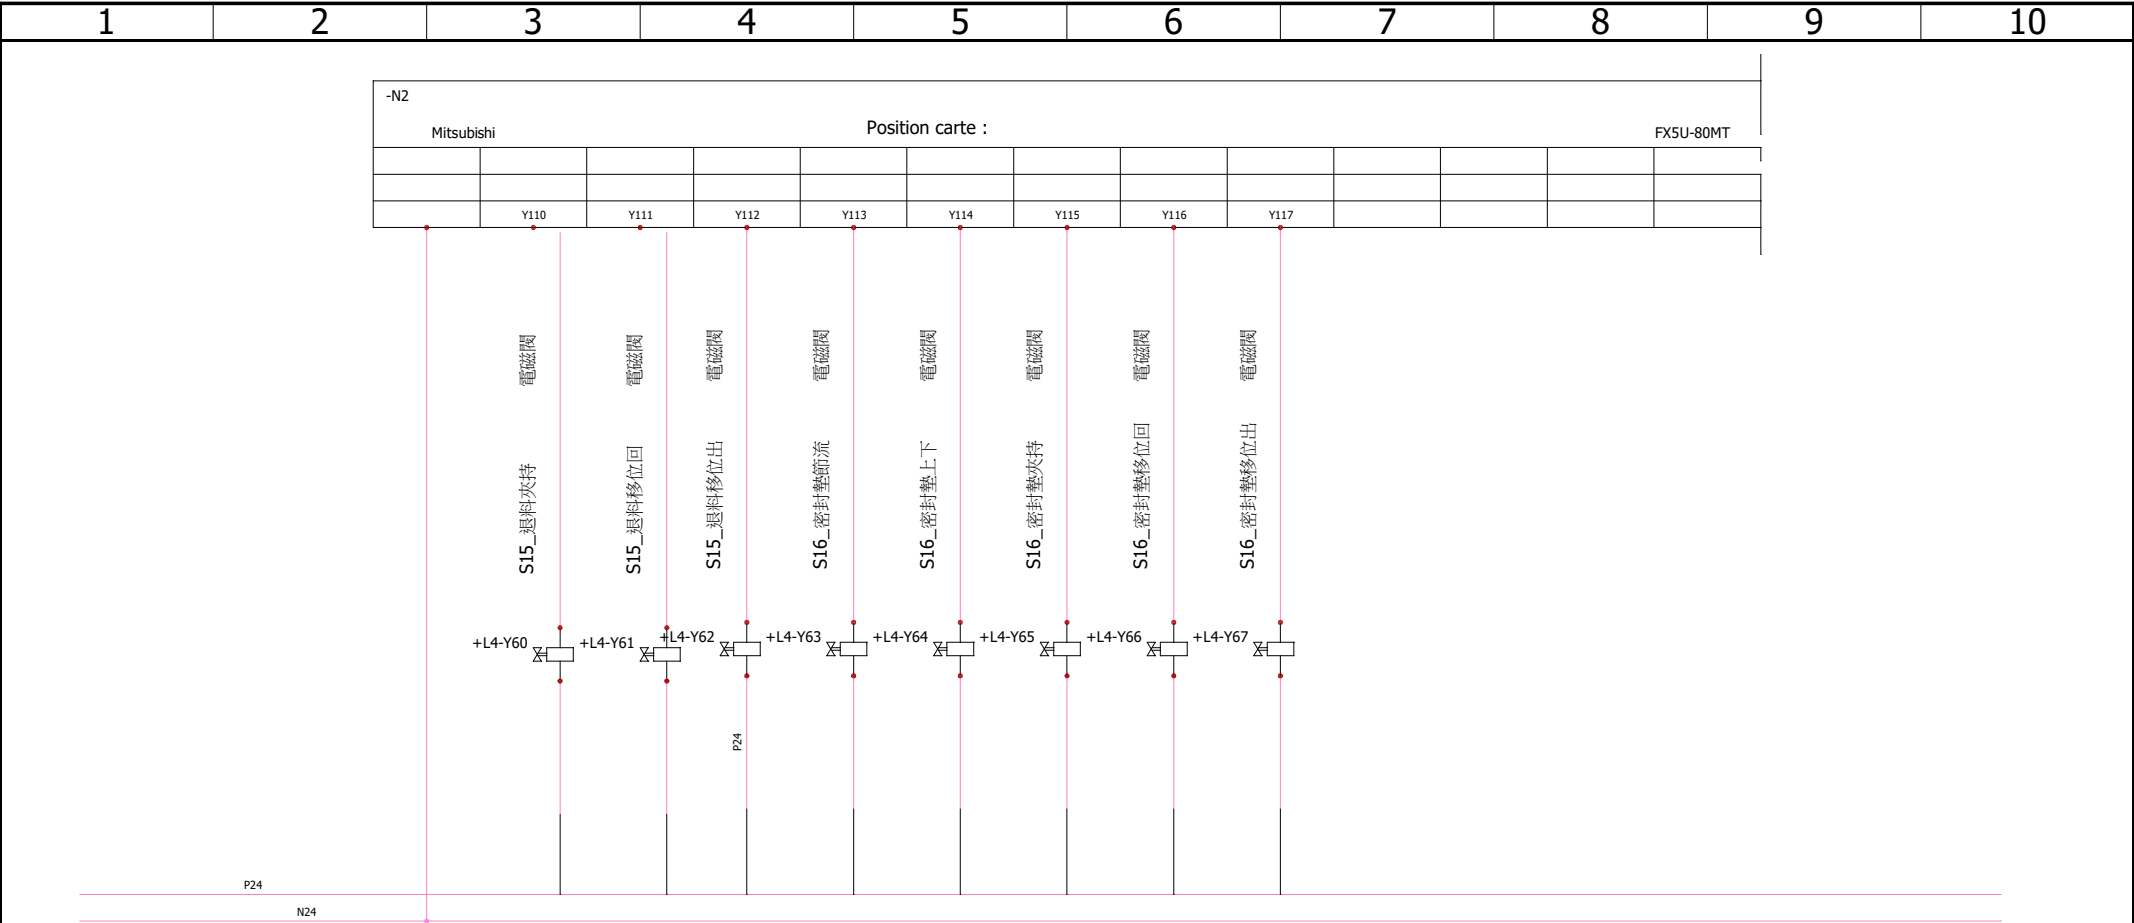 1 2 3 4 5 6 7 8 9 10
-N2
Mitsubishi Position carte : FX5U-80MT
Y110 Y111 Y112 Y113 Y114 Y115 Y116 Y117
S15_退料夾持 電磁閥
S15_退料移位回 電磁閥
S15_退料移位出 電磁閥
S16_密封墊節流 電磁閥
S16_密封墊上下 電磁閥
S16_密封墊夾持 電磁閥
S16_密封墊移位回 電磁閥
S16_密封墊移位出 電磁閥
+L4-Y60 +L4-Y61 +L4-Y62 +L4-Y63 +L4-Y64 +L4-Y65 +L4-Y66 +L4-Y67
P24
P24
N24